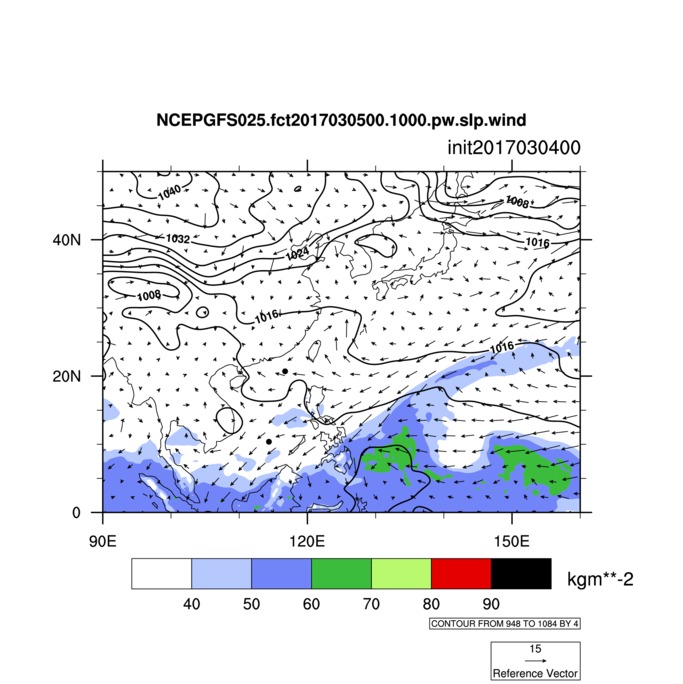 NCEPGFS025.fct2017030500.1000.pw.slp.wind
init2017030400
1040
1008
1032
1016
40N
1024
1008
1016
1016
20N
0
90E 120E 150E
kgm**-2
40 50 60 70 80 90
CONTOUR FROM 948 TO 1084 BY 4
15
Reference Vector